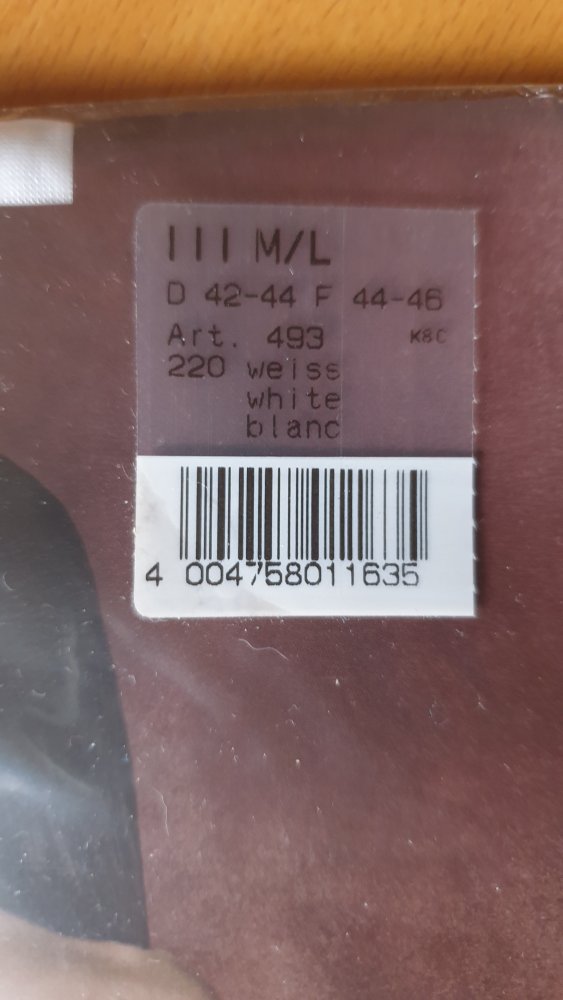 III M/L
D 42-44 F 44-46
Art. 493 K8C
220 weiss
white
blanc
4 004758011635